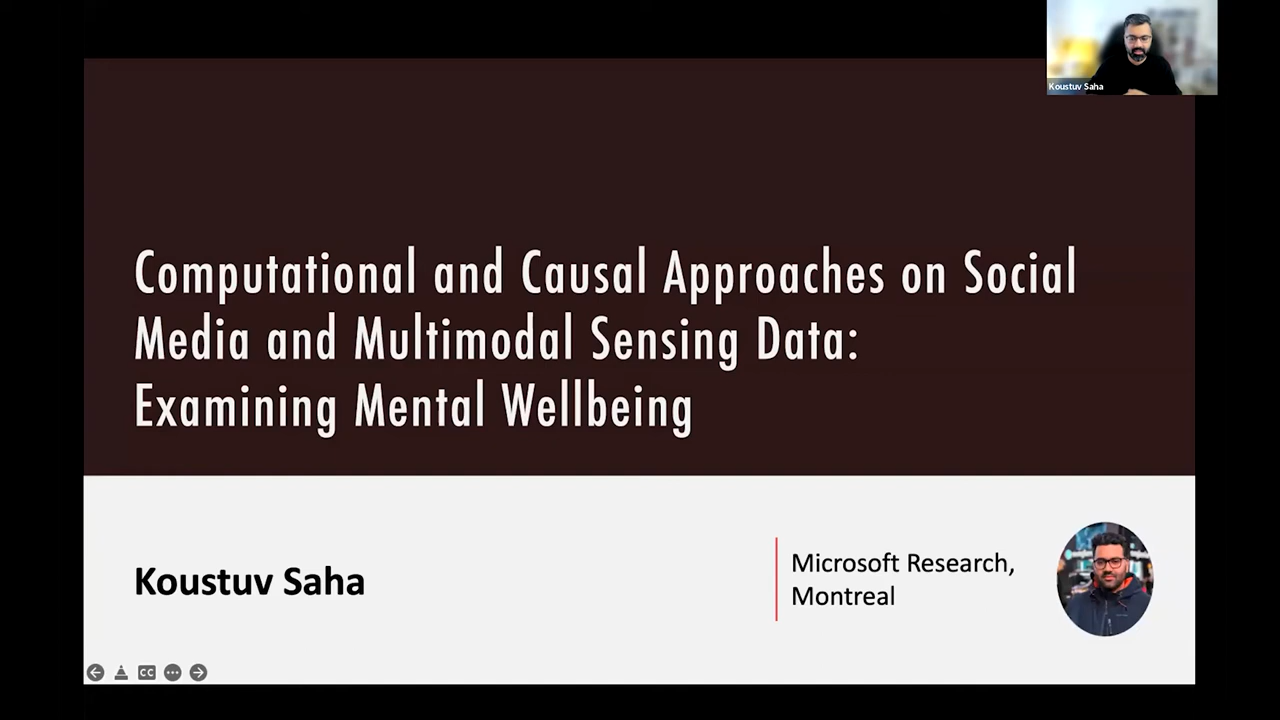 Koustuv Saha
Computational and Causal Approaches on Social
Media and Multimodal Sensing Data:
Examining Mental Wellbeing
Koustuv Saha
Microsoft Research,
Montreal
CC